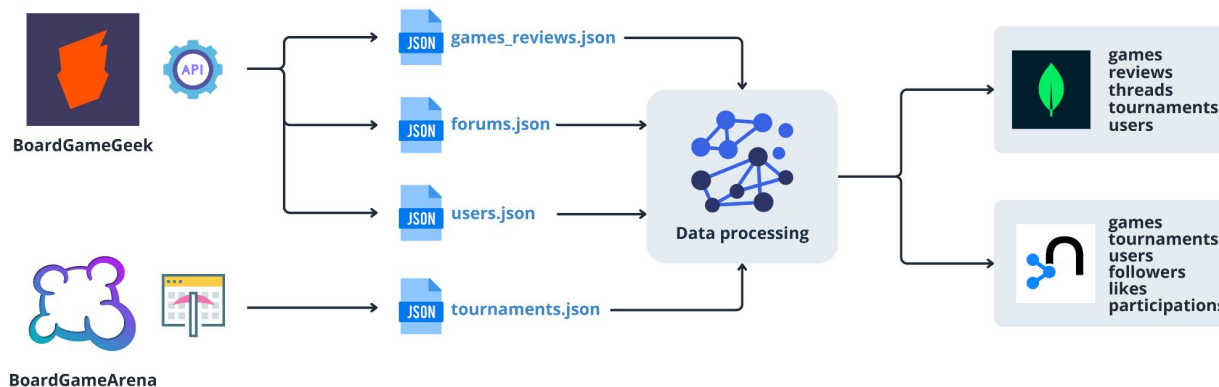 BoardGameGeek
API
JSON games_reviews.json
JSON forums.json
JSON users.json
BoardGameArena
JSON tournaments.json
Data processing
games
reviews
threads
tournaments
users
games
tournaments
users
followers
likes
participations